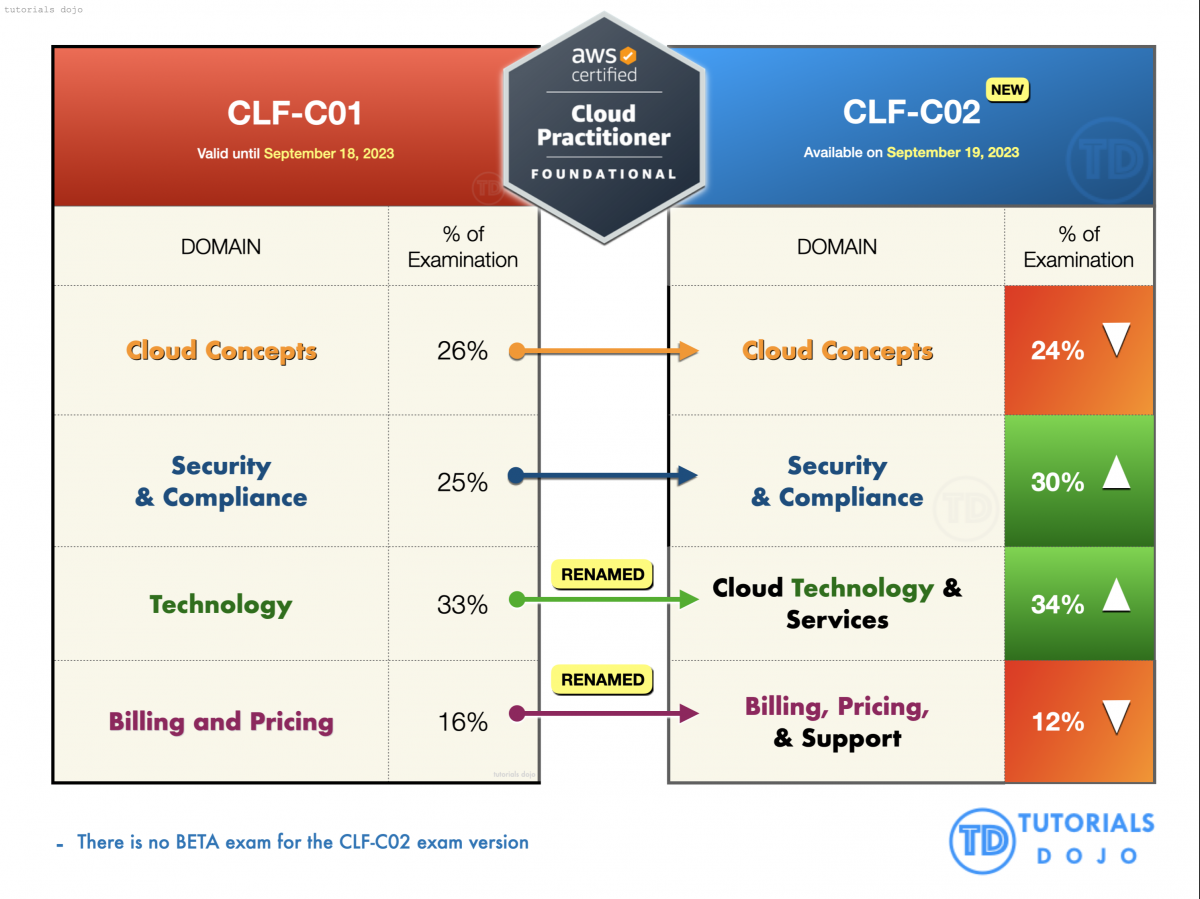 tutorials dojo
aws
certified
Cloud
Practitioner
FOUNDATIONAL
CLF-C01
Valid until September 18, 2023
TD
CLF-C02
NEW
Available on September 19, 2023
TD
DOMAIN
% of
Examination
DOMAIN
% of
Examination
Cloud Concepts
26%
Cloud Concepts
24%
Security
& Compliance
25%
Security
& Compliance
TD
30%
Technology
33%
RENAMED
Cloud Technology &
Services
34%
Billing and Pricing
16%
RENAMED
Billing, Pricing,
& Support
12%
tutorials dojo
- There is no BETA exam for the CLF-C02 exam version
TD
TUTORIALS
DOJO